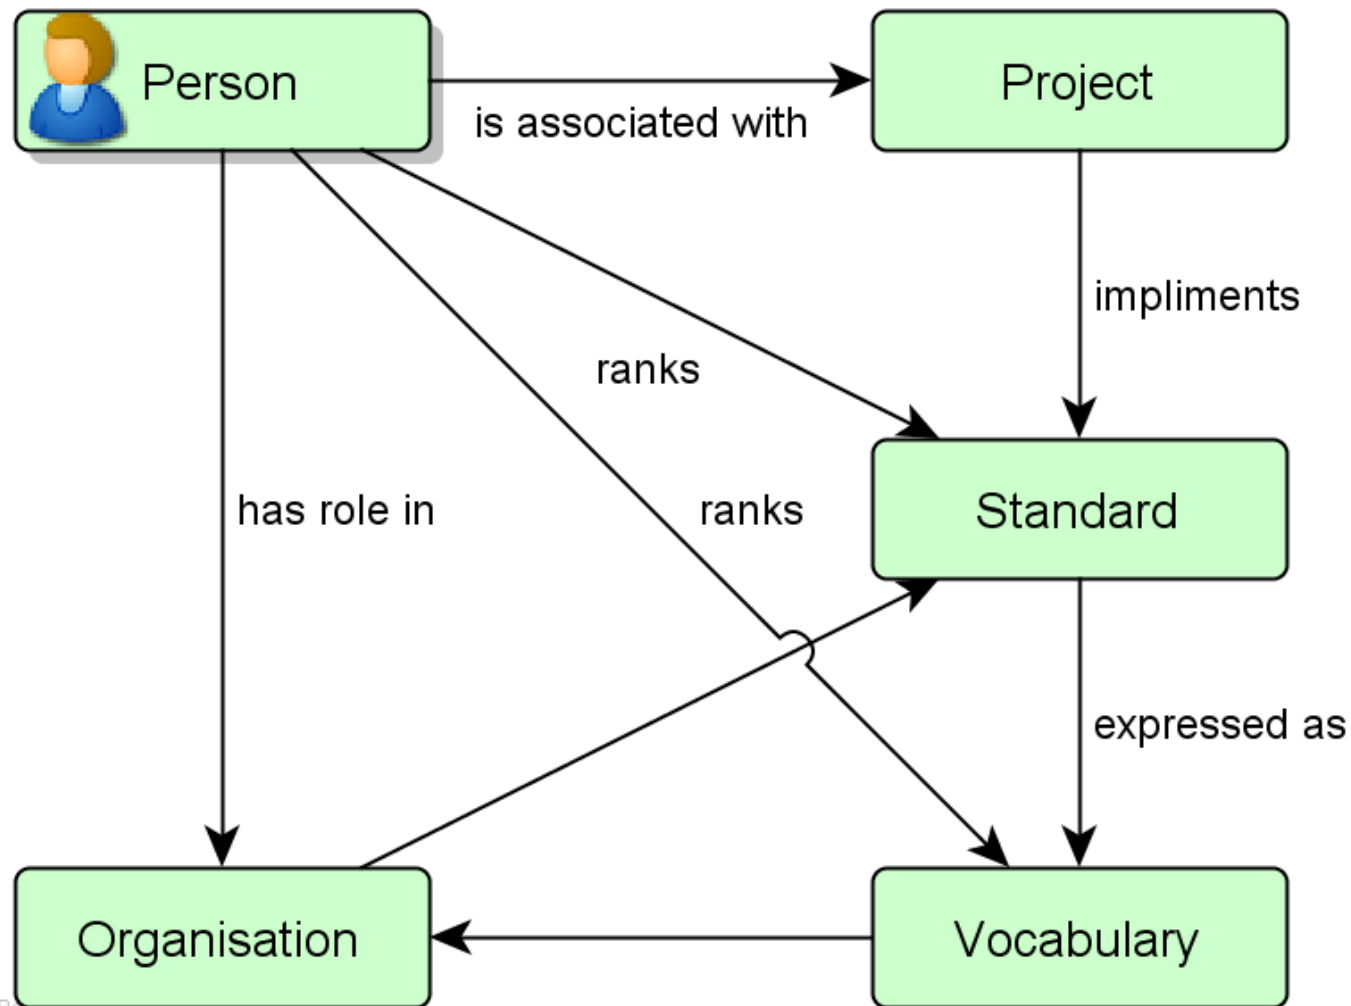 Person
Project
is associated with
impliments
ranks
has role in
ranks
Standard
expressed as
Organisation
Vocabulary